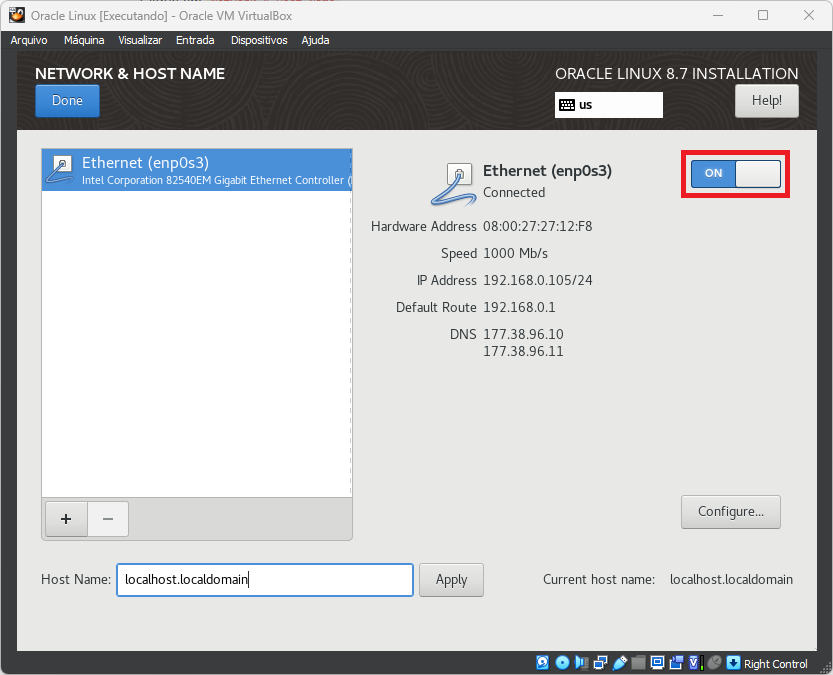 Oracle Linux [Executando] - Oracle VM VirtualBox
Arquivo Máquina Visualizar Entrada Dispositivos Ajuda
NETWORK & HOST NAME
ORACLE LINUX 8.7 INSTALLATION
Done
us
Help!
Ethernet (enp0s3)
Intel Corporation 82540EM Gigabit Ethernet Controller (
Ethernet (enp0s3)
Connected
ON
Hardware Address 08:00:27:27:12:F8
Speed 1000 Mb/s
IP Address 192.168.0.105/24
Default Route 192.168.0.1
DNS 177.38.96.10
177.38.96.11
+ −
Configure...
Host Name: localhost.localdomain Apply Current host name: localhost.localdomain
Right Control